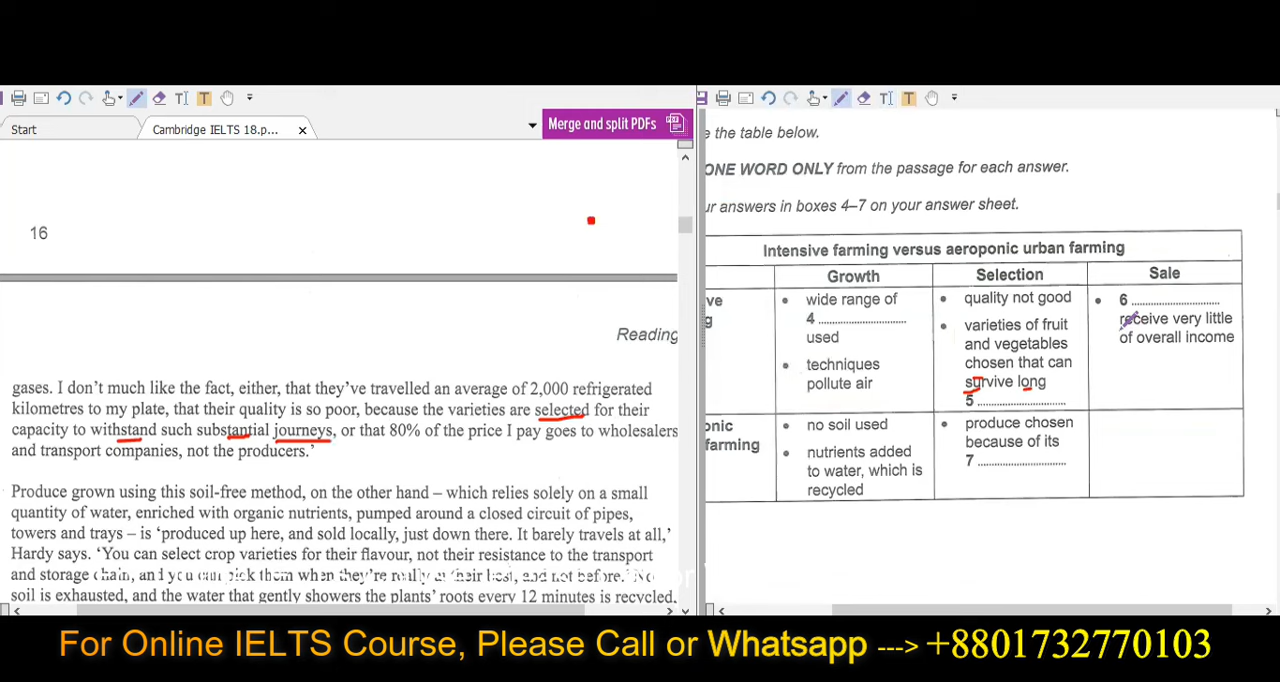 Start
Cambridge IELTS 18.p...
Merge and split PDFs
16
Reading
gases. I don't much like the fact, either, that they've travelled an average of 2,000 refrigerated
kilometres to my plate, that their quality is so poor, because the varieties are selected for their
capacity to withstand such substantial journeys, or that 80% of the price I pay goes to wholesalers
and transport companies, not the producers.'
Produce grown using this soil-free method, on the other hand – which relies solely on a small
quantity of water, enriched with organic nutrients, pumped around a closed circuit of pipes,
towers and trays – is 'produced up here, and sold locally, just down there. It barely travels at all,'
Hardy says. 'You can select crop varieties for their flavour, not their resistance to the transport
and storage chain, and you can pick them when they're really at their best, and not before.' No
soil is exhausted, and the water that gently showers the plants' roots every 12 minutes is recycled,
e the table below.
ONE WORD ONLY from the passage for each answer.
ur answers in boxes 4–7 on your answer sheet.
Intensive farming versus aeroponic urban farming
Growth
Selection
Sale
ve
g
• wide range of
4 ........................
used
• techniques
pollute air
• quality not good
• varieties of fruit
and vegetables
chosen that can
survive long
5 ........................
• 6 ........................
receive very little
of overall income
onic
farming
• no soil used
• nutrients added
to water, which is
recycled
• produce chosen
because of its
7 ........................
For Online IELTS Course, Please Call or Whatsapp ---> +8801732770103